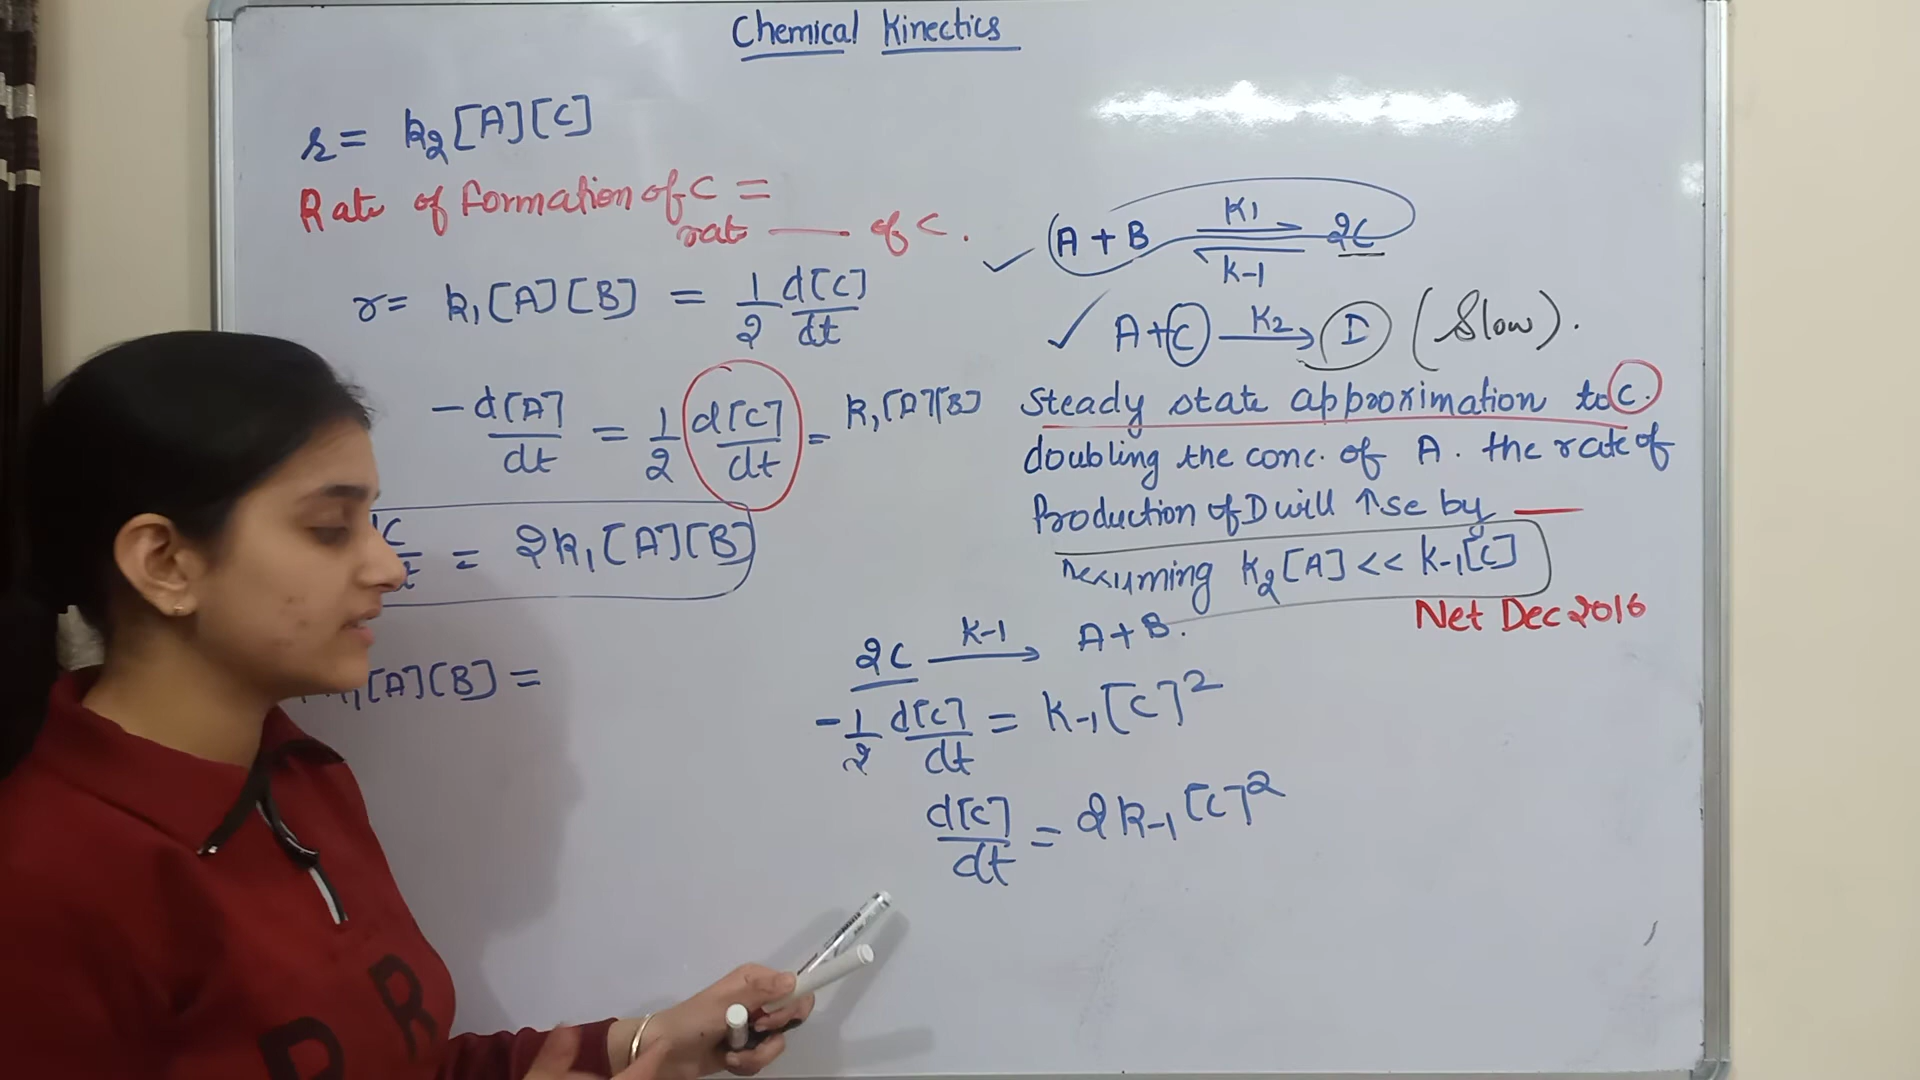 Chemical Kinectics
r = k₂[A][C]
Rate of formation of C =
rate — of C.
r = k₁[A][B] = 1/2 d[C]/dt
-d[A]/dt = 1/2 d[C]/dt = k₁[A][B]
= 2k₁[A][B]
[A][B] =
A + B ⇌ 2C
K1
K-1
✓ A+C —K2→ D (Slow).
Steady state approximation to C.
doubling the conc. of A. the rate of
Production of D will ↑se by —
Assuming K₂[A] << K-1[C]
Net Dec 2016
2C —K-1→ A+B.
-1/2 d[C]/dt = K-1[C]²
d[C]/dt = 2k-1[C]²
R